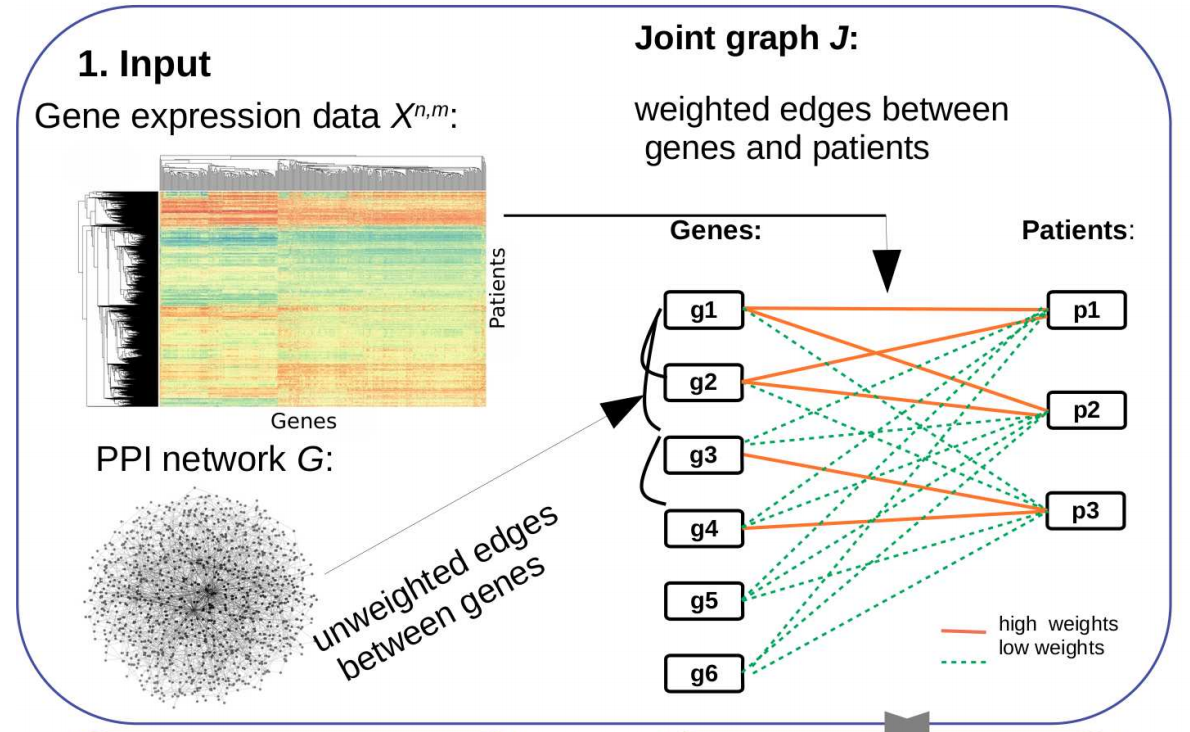 1. Input
Gene expression data X^{n,m}:
Patients
Genes
PPI network G:
unweighted edges
between genes
Joint graph J:
weighted edges between
genes and patients
Genes:
Patients:
g1
g2
g3
g4
g5
g6
p1
p2
p3
high weights
low weights